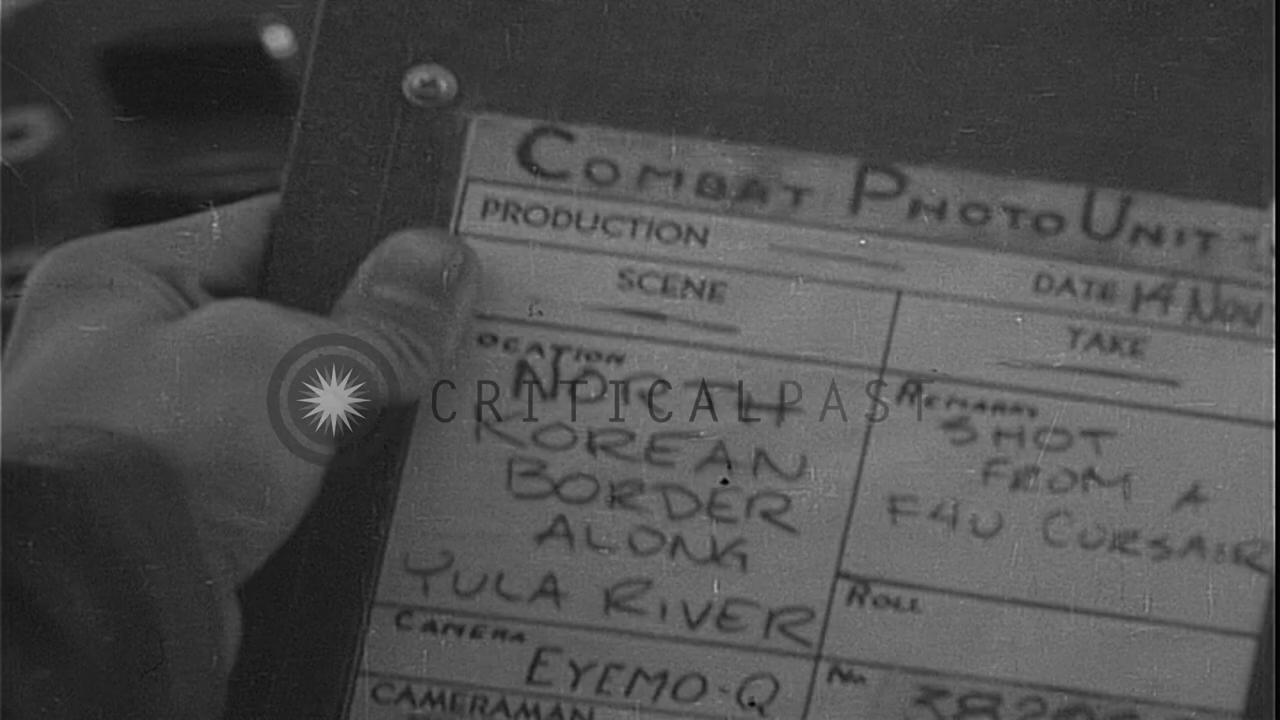 COMBAT PHOTO UNIT
PRODUCTION
DATE 14 NOV
SCENE
TAKE
OCATION
NORTH
KOREAN
BORDER
ALONG
YULA RIVER
REMARKS
SHOT
FROM A
F4U CORSAIR
ROLL
CAMERA
EYEMO-Q
No.
CAMERAMAN
CRITICALPAST